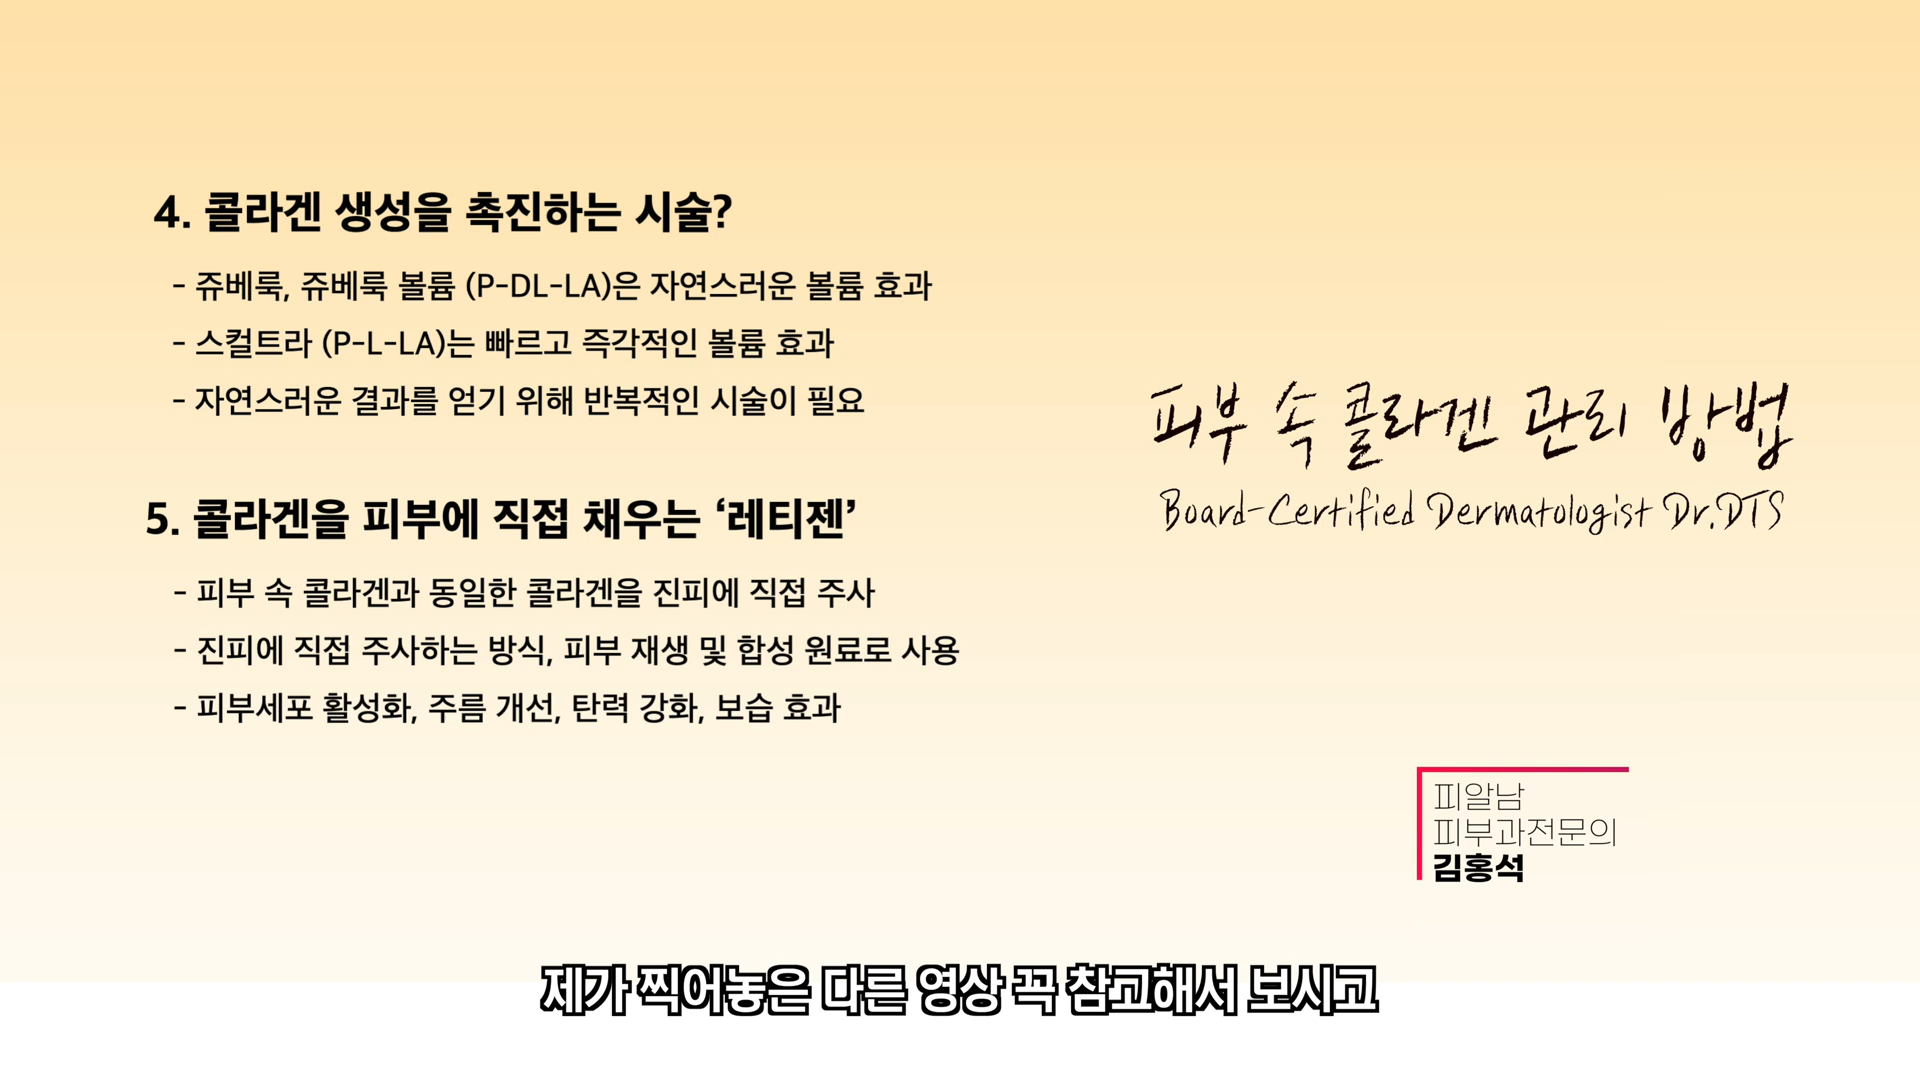 4. 콜라겐 생성을 촉진하는 시술?
- 쥬베룩, 쥬베룩 볼륨 (P-DL-LA)은 자연스러운 볼륨 효과
- 스컬트라 (P-L-LA)는 빠르고 즉각적인 볼륨 효과
- 자연스러운 결과를 얻기 위해 반복적인 시술이 필요
5. 콜라겐을 피부에 직접 채우는 ‘레티젠’
- 피부 속 콜라겐과 동일한 콜라겐을 진피에 직접 주사
- 진피에 직접 주사하는 방식, 피부 재생 및 합성 원료로 사용
- 피부세포 활성화, 주름 개선, 탄력 강화, 보습 효과
피부 속 콜라겐 관리 방법
Board-Certified Dermatologist Dr.DTS
피알남
피부과전문의
김홍석
제가 찍어놓은 다른 영상 꼭 참고해서 보시고